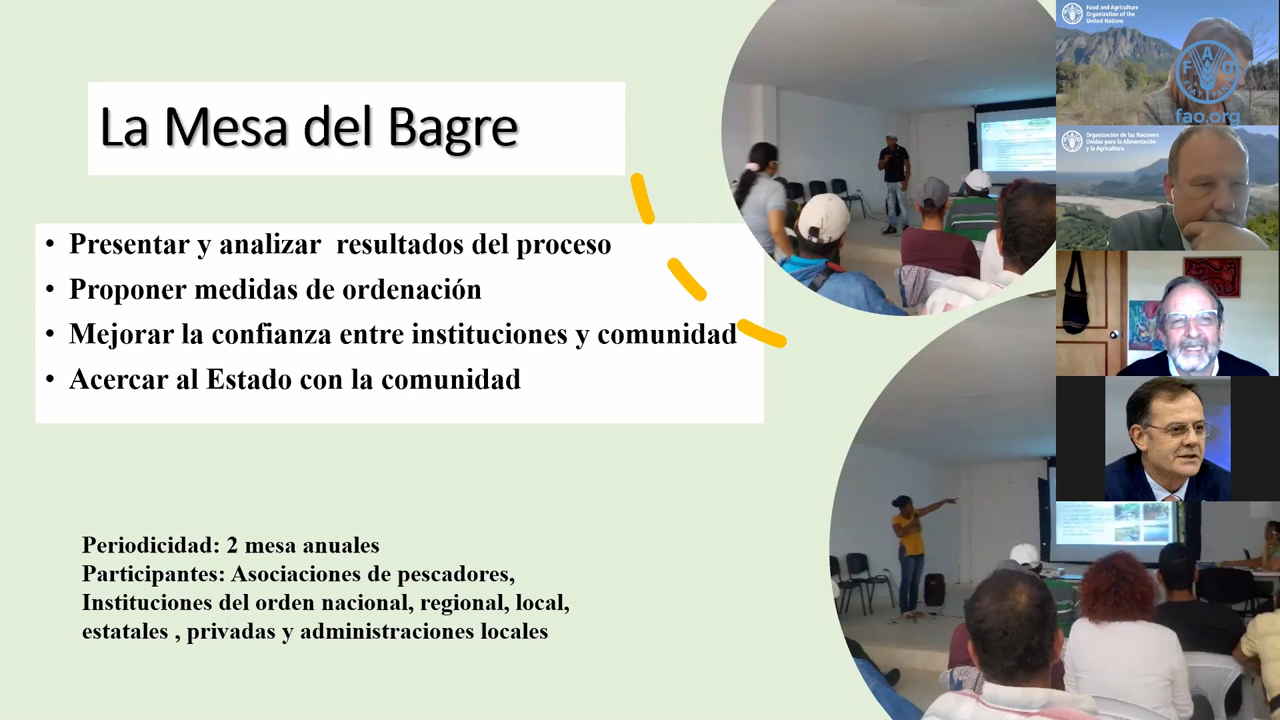 La Mesa del Bagre
• Presentar y analizar resultados del proceso
• Proponer medidas de ordenación
• Mejorar la confianza entre instituciones y comunidad
• Acercar al Estado con la comunidad
Periodicidad: 2 mesa anuales
Participantes: Asociaciones de pescadores,
Instituciones del orden nacional, regional, local,
estatales , privadas y administraciones locales
Food and Agriculture
Organization of the
United Nations
FAO
FIAT PANIS
fao.org
Organización de las Naciones
Unidas para la Alimentación
y la Agricultura